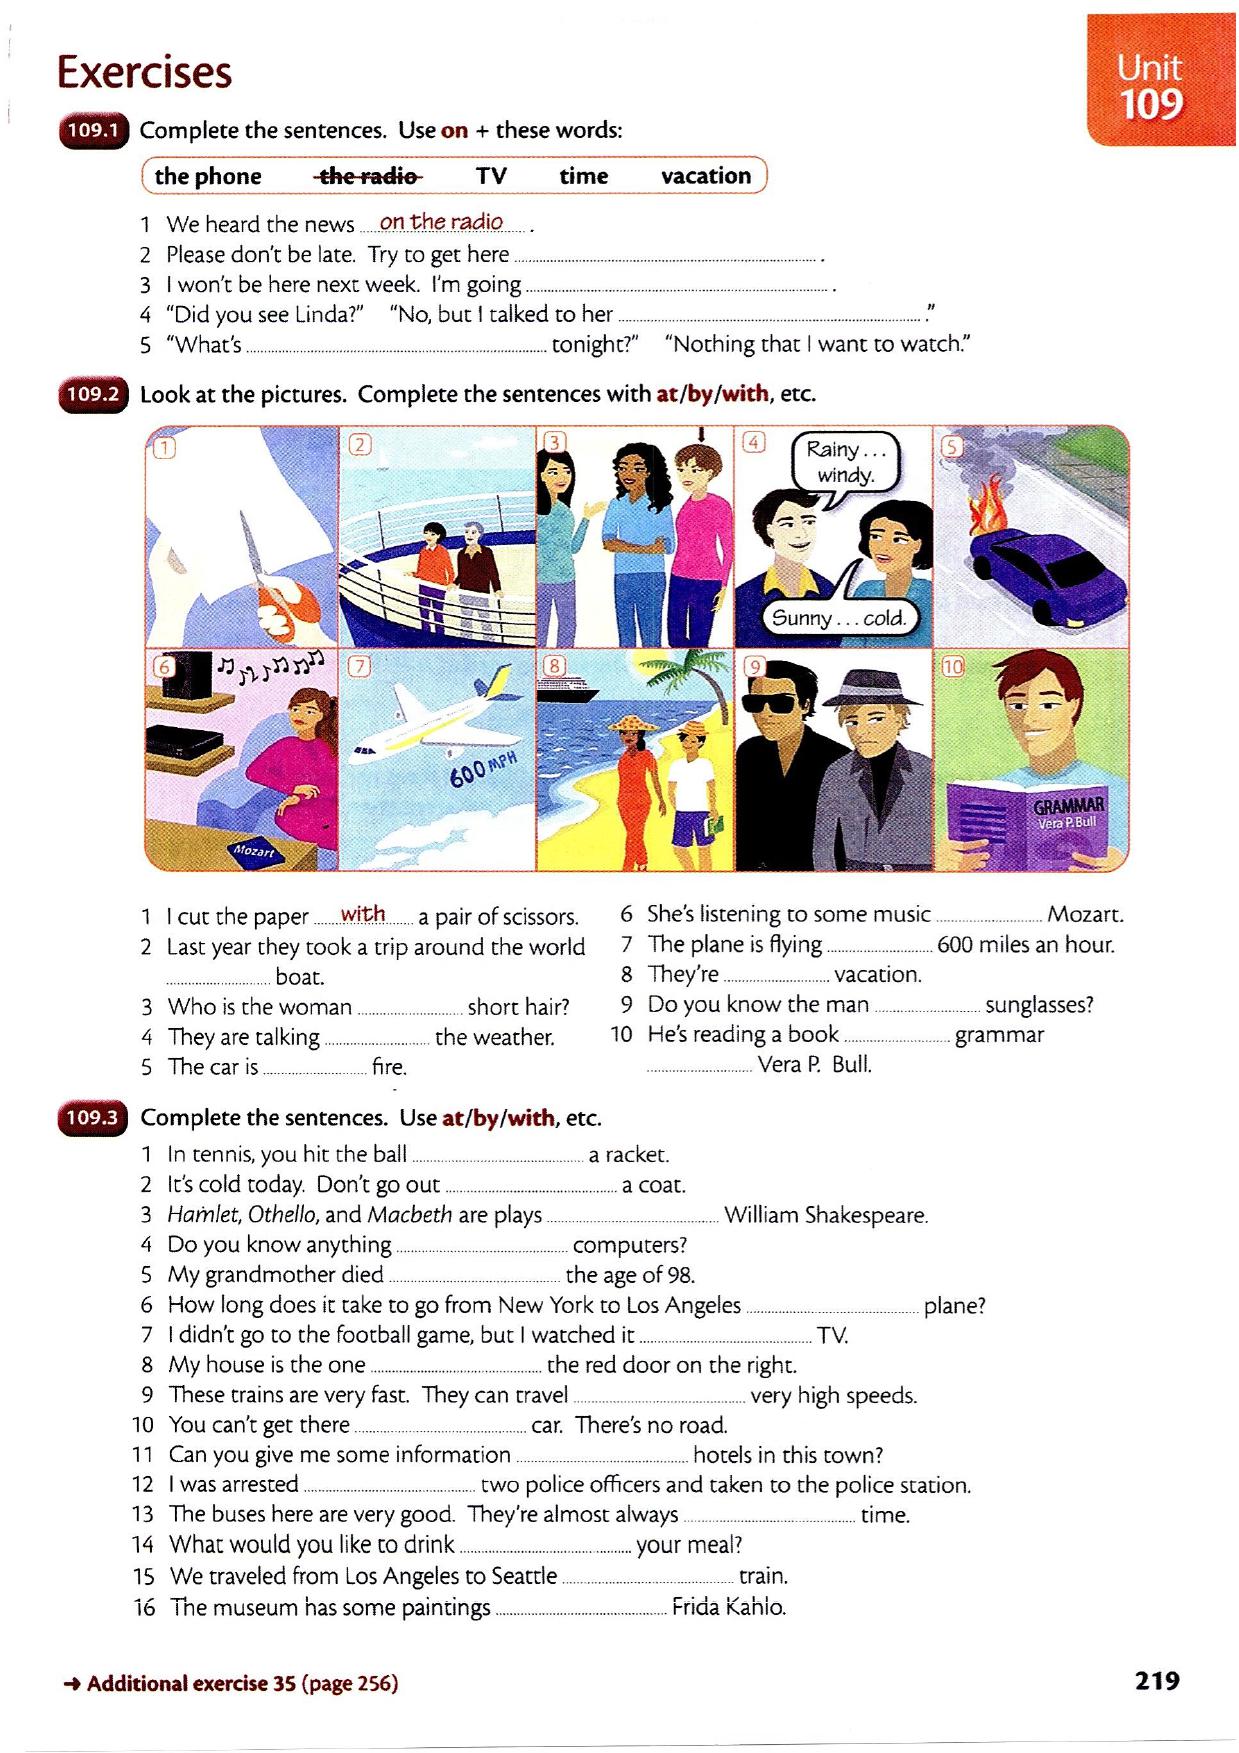 Exercises
Unit
109
109.1 Complete the sentences. Use on + these words:
the phone the radio TV time vacation
1 We heard the news on the radio .
2 Please don't be late. Try to get here .
3 I won't be here next week. I'm going .
4 "Did you see Linda?" "No, but I talked to her ."
5 "What's tonight?" "Nothing that I want to watch."
109.2 Look at the pictures. Complete the sentences with at/by/with, etc.
1
2
3
4
Rainy...
windy.
Sunny...cold.
5
6
Mozart
7
600 MPH
8
9
10
GRAMMAR
Vera P. Bull
1 I cut the paper with a pair of scissors.
2 Last year they took a trip around the world
boat.
3 Who is the woman short hair?
4 They are talking the weather.
5 The car is fire.
6 She's listening to some music Mozart.
7 The plane is flying 600 miles an hour.
8 They're vacation.
9 Do you know the man sunglasses?
10 He's reading a book grammar
Vera P. Bull.
109.3 Complete the sentences. Use at/by/with, etc.
1 In tennis, you hit the ball a racket.
2 It's cold today. Don't go out a coat.
3 Hamlet, Othello, and Macbeth are plays William Shakespeare.
4 Do you know anything computers?
5 My grandmother died the age of 98.
6 How long does it take to go from New York to Los Angeles plane?
7 I didn't go to the football game, but I watched it TV.
8 My house is the one the red door on the right.
9 These trains are very fast. They can travel very high speeds.
10 You can't get there car. There's no road.
11 Can you give me some information hotels in this town?
12 I was arrested two police officers and taken to the police station.
13 The buses here are very good. They're almost always time.
14 What would you like to drink your meal?
15 We traveled from Los Angeles to Seattle train.
16 The museum has some paintings Frida Kahlo.
➜ Additional exercise 35 (page 256)
219